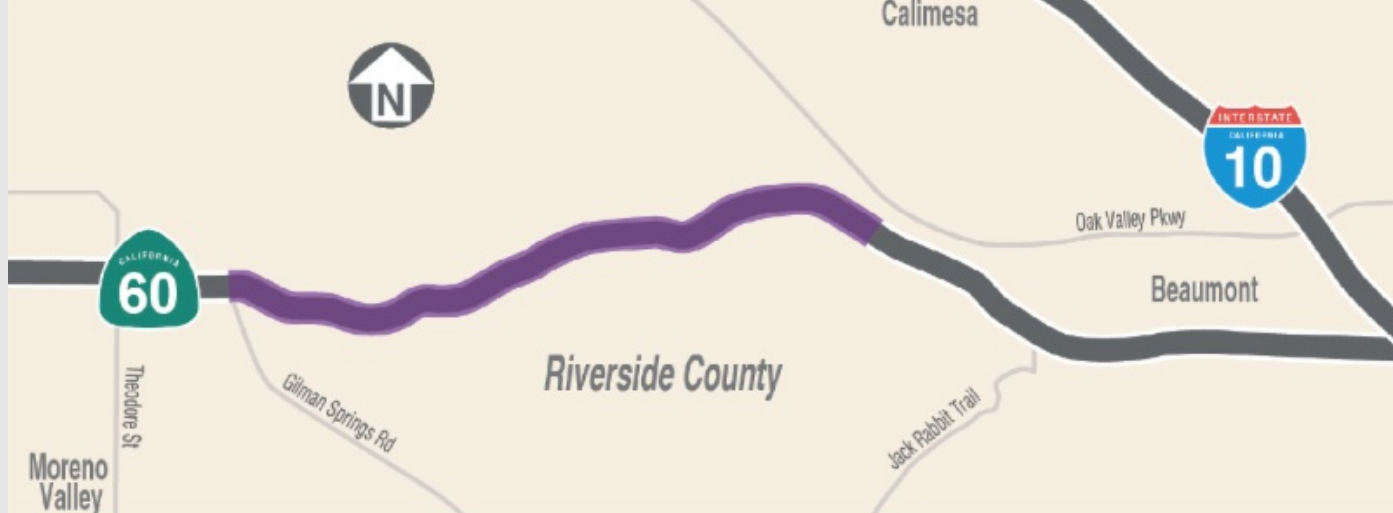 Calimesa
N
INTERSTATE
CALIFORNIA
10
Oak Valley Pkwy
CALIFORNIA
60
Beaumont
Riverside County
Theodore St
Gilman Springs Rd
Jack Rabbit Trail
Moreno
Valley